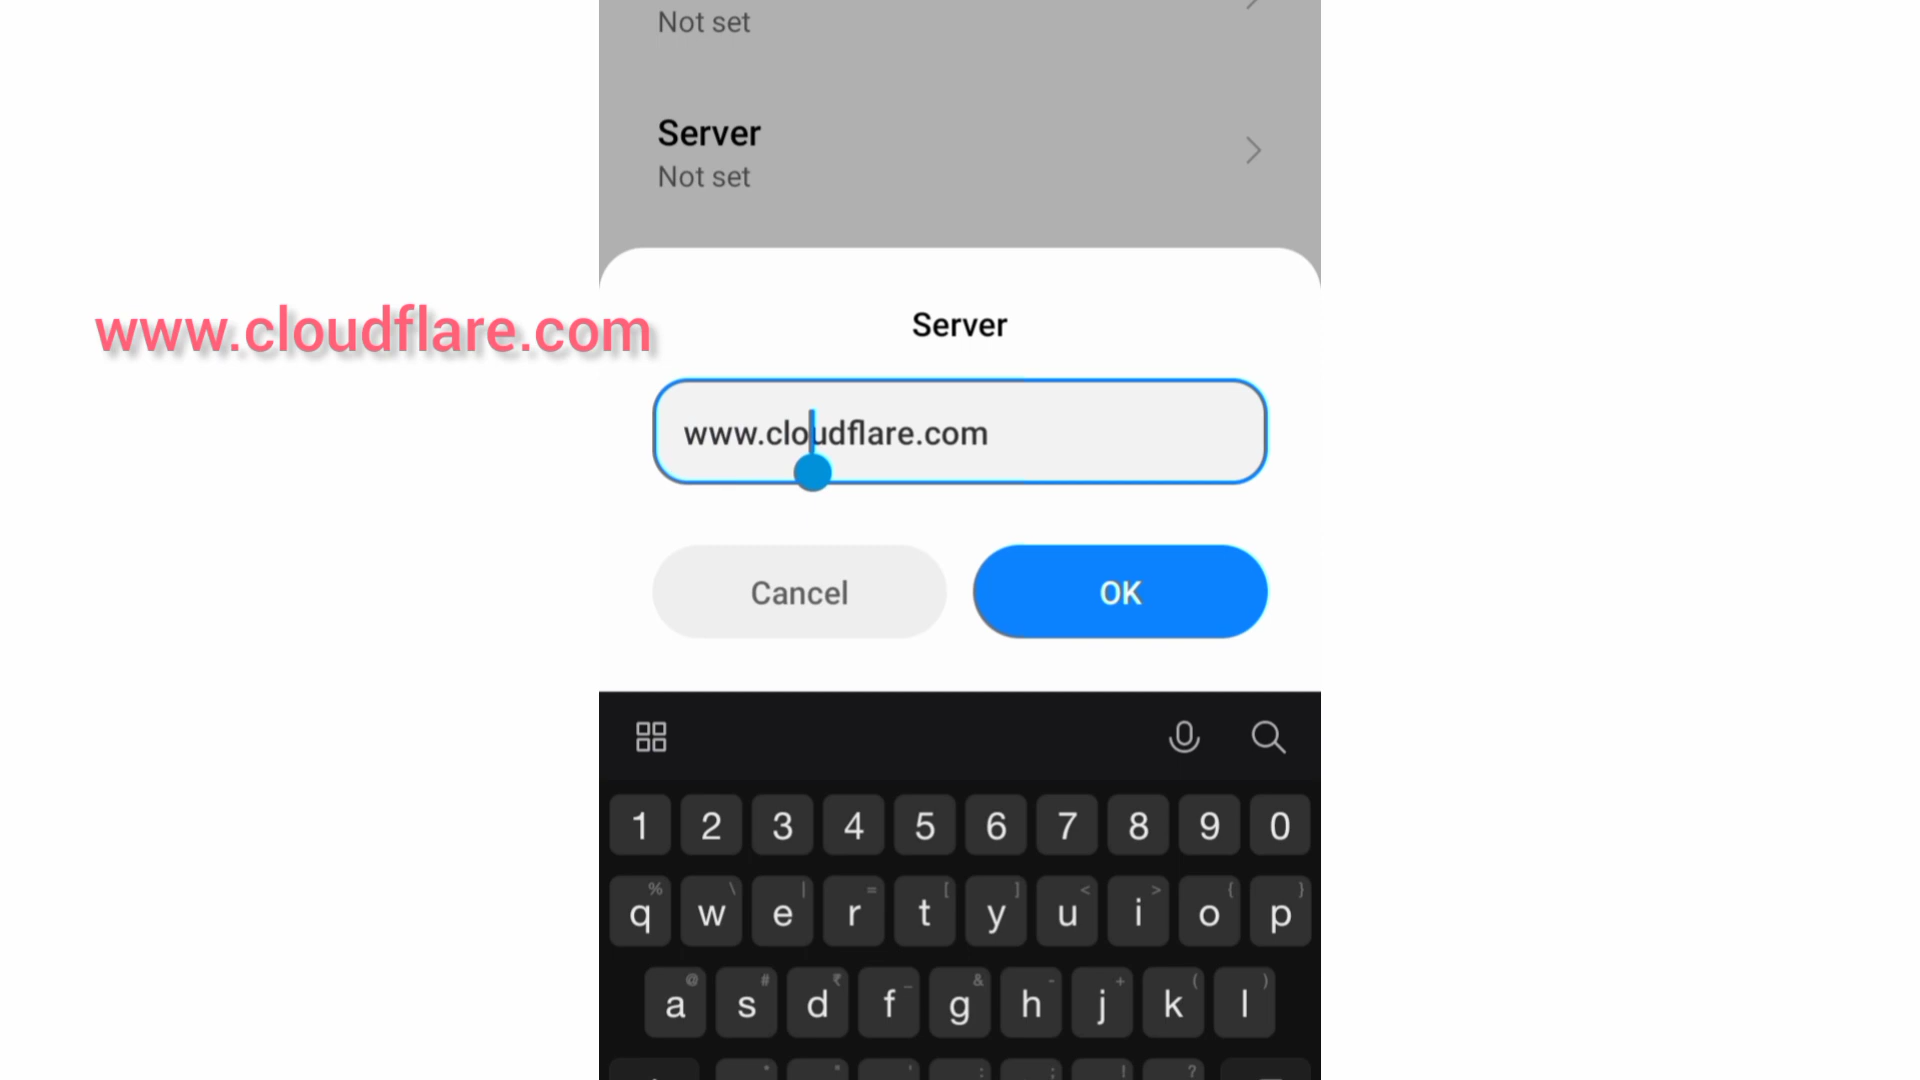 Not set
Server
Not set
www.cloudflare.com
Server
www.cloudflare.com
Cancel
OK
1 2 3 4 5 6 7 8 9 0
% \ | = [ ] < > { }
q w e r t y u i o p
@ # ₹ _ & - + ( )
a s d f g h j k l
* " ' : ; ! ?